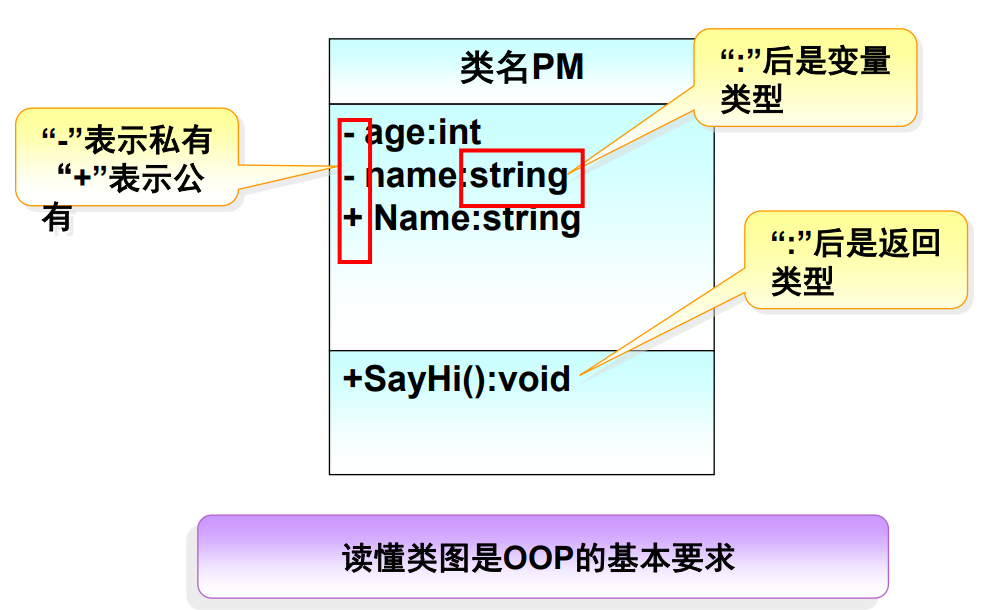 类名PM
“:”后是变量
类型
“-”表示私有
“+”表示公
有
- age:int
- name:string
+ Name:string
“:”后是返回
类型
+SayHi():void
读懂类图是OOP的基本要求